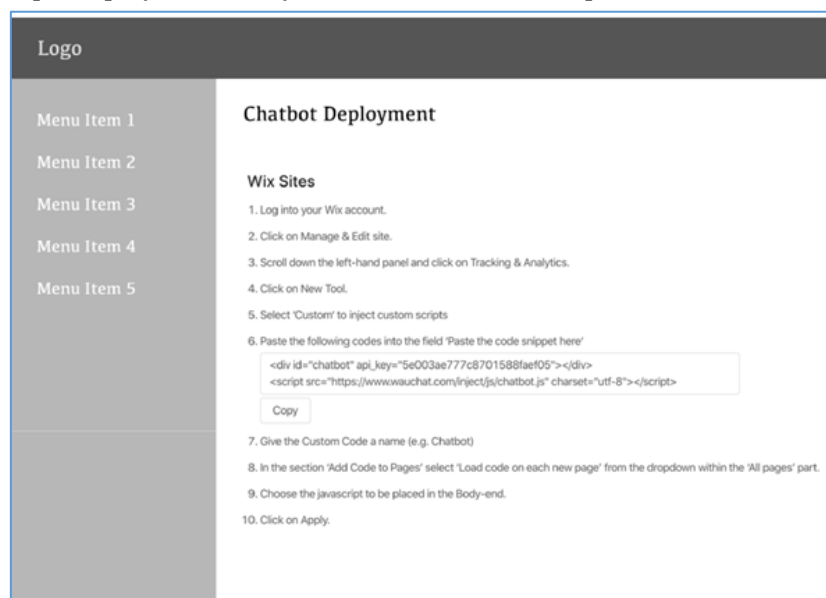 Logo
Menu Item 1
Menu Item 2
Menu Item 3
Menu Item 4
Menu Item 5
Chatbot Deployment
Wix Sites
1. Log into your Wix account.
2. Click on Manage & Edit site.
3. Scroll down the left-hand panel and click on Tracking & Analytics.
4. Click on New Tool.
5. Select 'Custom' to inject custom scripts
6. Paste the following codes into the field 'Paste the code snippet here'
<div id="chatbot" api_key="5e003ae777c8701588faef05"></div>
<script src="https://www.wauchat.com/inject/js/chatbot.js" charset="utf-8"></script>
Copy
7. Give the Custom Code a name (e.g. Chatbot)
8. In the section 'Add Code to Pages' select 'Load code on each new page' from the dropdown within the 'All pages' part.
9. Choose the javascript to be placed in the Body-end.
10. Click on Apply.